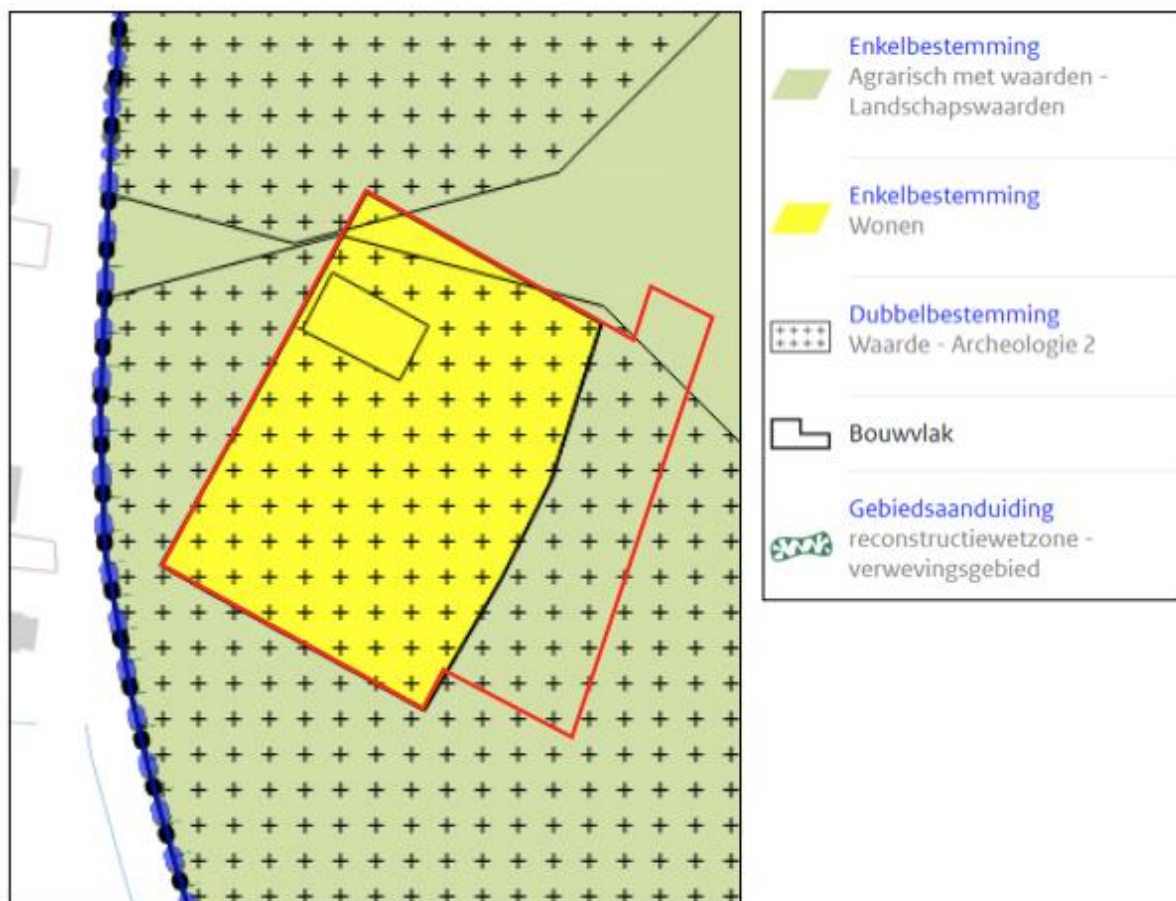 Enkelbestemming
Agrarisch met waarden -
Landschapswaarden
Enkelbestemming
Wonen
Dubbelbestemming
Waarde - Archeologie 2
Bouwvlak
Gebiedsaanduiding
reconstructiewetzone -
verwevingsgebied